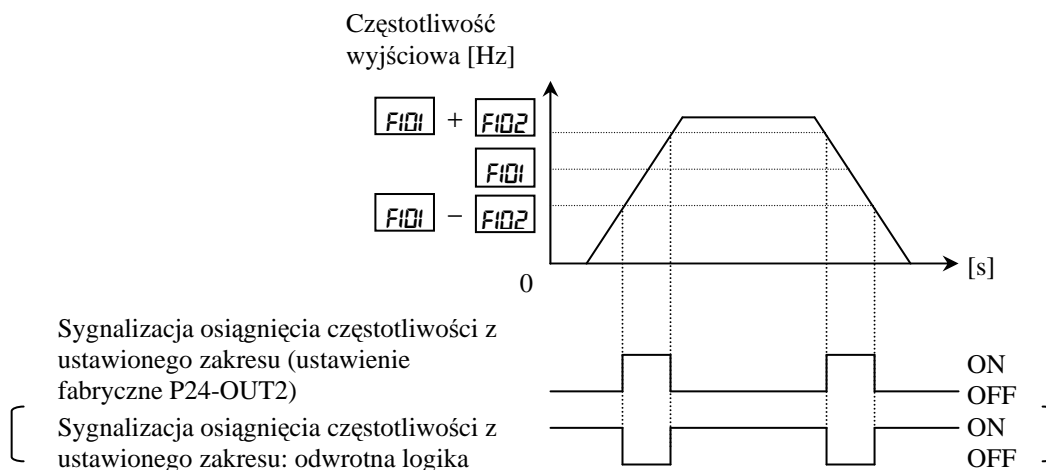 Częstotliwość
wyjściowa [Hz]
F101 + F102
F101
F101 − F102
0
[s]
Sygnalizacja osiągnięcia częstotliwości z
ustawionego zakresu (ustawienie
fabryczne P24-OUT2)
ON
OFF
Sygnalizacja osiągnięcia częstotliwości z
ustawionego zakresu: odwrotna logika
ON
OFF